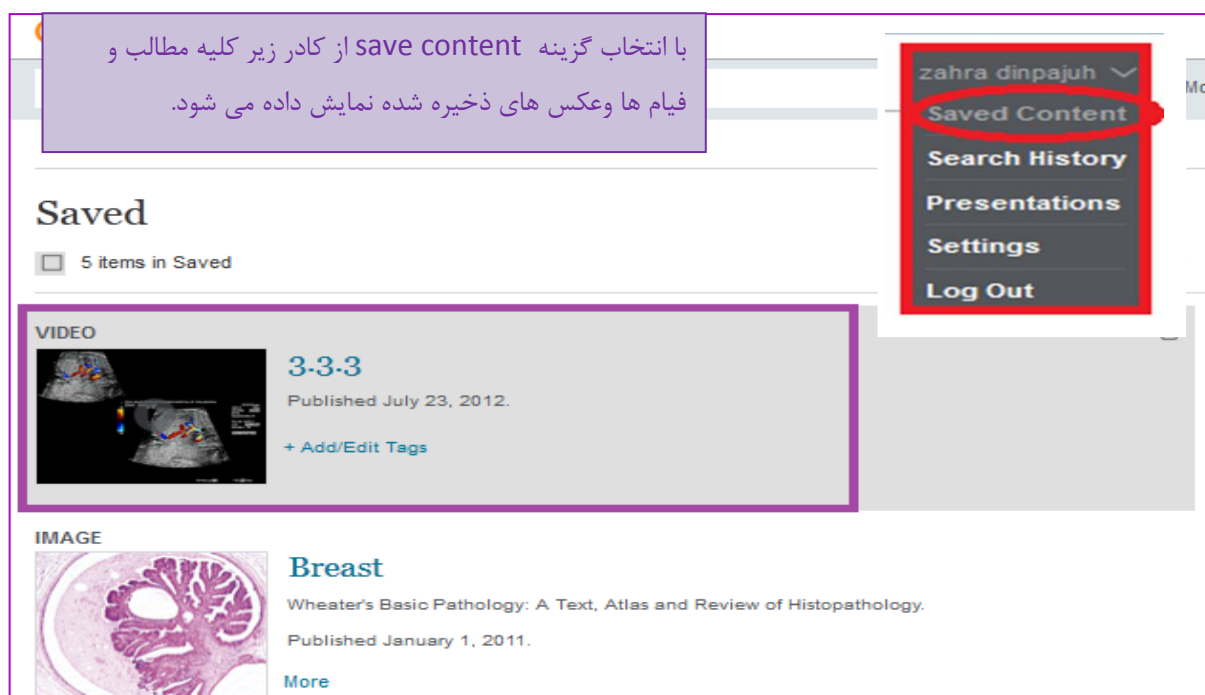 با انتخاب گزینه save content از کادر زیر کلیه مطالب و
فیام ها وعکس های ذخیره شده نمایش داده می شود.
zahra dinpajuh
Saved Content
Search History
Presentations
Settings
Log Out
Saved
5 items in Saved
VIDEO
3-3-3
Published July 23, 2012.
+ Add/Edit Tags
IMAGE
Breast
Wheater's Basic Pathology: A Text, Atlas and Review of Histopathology.
Published January 1, 2011.
More